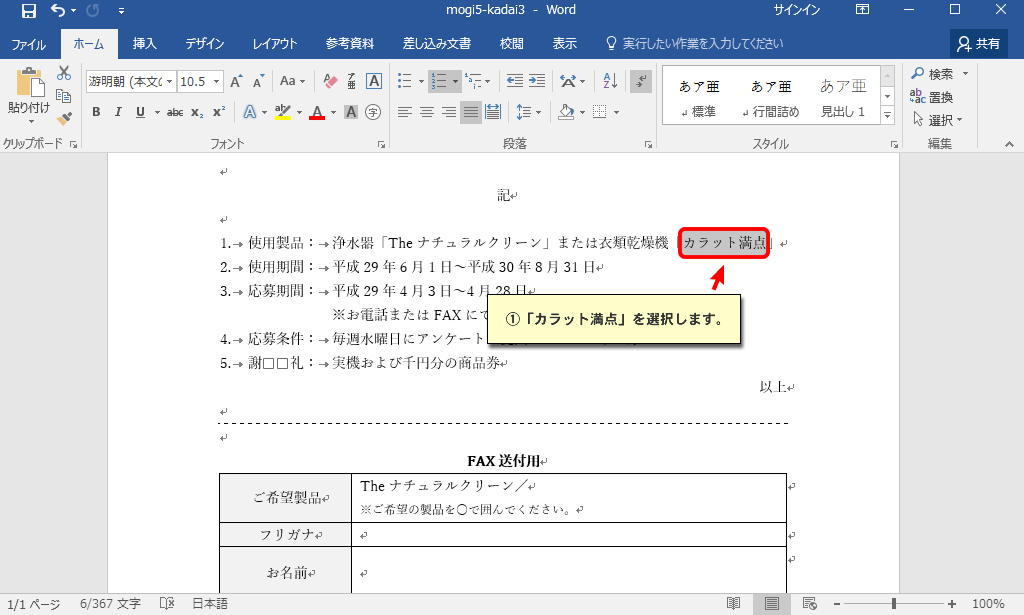 mogi5-kadai3 - Word
サインイン
ファイル ホーム 挿入 デザイン レイアウト 参考資料 差し込み文書 校閲 表示 実行したい作業を入力してください 共有
游明朝 (本文の 10.5 A A Aa 亜 A
貼り付け
B I U abc x₂ x² A ab A A 字
あア亜 あア亜 あア亜
標準 行間詰め 見出し 1
検索
置換
選択
クリップボード フォント 段落 スタイル 編集
記
1.→ 使用製品：→浄水器「The ナチュラルクリーン」または衣類乾燥機「カラット満点」
2.→ 使用期間：→平成 29 年 6 月 1 日～平成 30 年 8 月 31 日
3.→ 応募期間：→平成 29 年 4 月 3 日～4 月 28 日
※お電話または FAX にて
①「カラット満点」を選択します。
4.→ 応募条件：→毎週水曜日にアンケート
5.→ 謝□□礼：→実機および千円分の商品券
以上
FAX 送付用
ご希望製品 The ナチュラルクリーン／
※ご希望の製品を○で囲んでください。
フリガナ
お名前
1/1 ページ 6/367 文字 日本語 100%